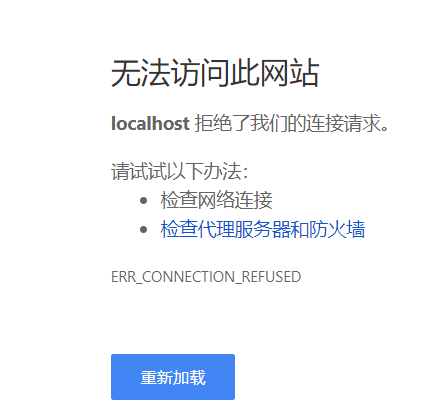 无法访问此网站
localhost 拒绝了我们的连接请求。
请试试以下办法：
• 检查网络连接
• 检查代理服务器和防火墙
ERR_CONNECTION_REFUSED
重新加载